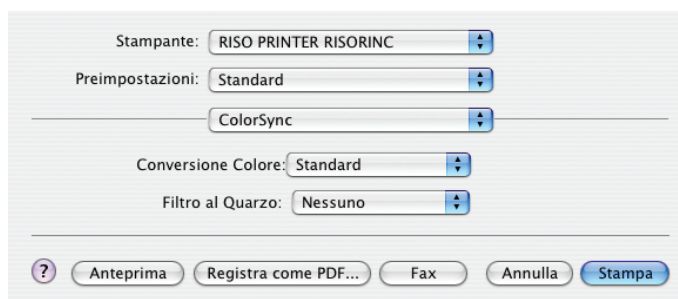 Stampante: RISO PRINTER RISORINC
Preimpostazioni: Standard
ColorSync
Conversione Colore: Standard
Filtro al Quarzo: Nessuno
? Anteprima Registra come PDF... Fax Annulla Stampa